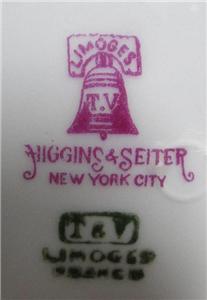 LIMOGES
T.V
HIGGINS & SEITER
NEW YORK CITY
T & V
LIMOGES
FRANCE